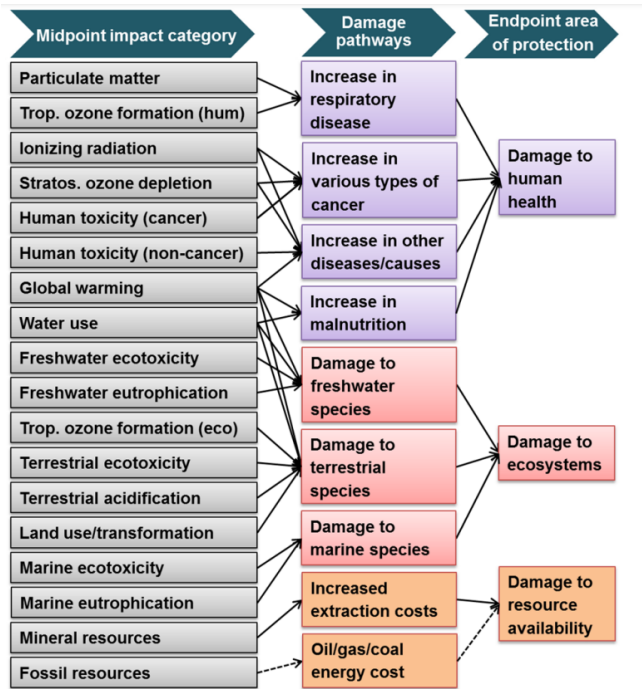 Midpoint impact category
Damage
pathways
Endpoint area
of protection
Particulate matter
Trop. ozone formation (hum)
Ionizing radiation
Stratos. ozone depletion
Human toxicity (cancer)
Human toxicity (non-cancer)
Global warming
Water use
Freshwater ecotoxicity
Freshwater eutrophication
Trop. ozone formation (eco)
Terrestrial ecotoxicity
Terrestrial acidification
Land use/transformation
Marine ecotoxicity
Marine eutrophication
Mineral resources
Fossil resources
Increase in
respiratory
disease
Increase in
various types of
cancer
Increase in other
diseases/causes
Increase in
malnutrition
Damage to
freshwater
species
Damage to
terrestrial
species
Damage to
marine species
Increased
extraction costs
Oil/gas/coal
energy cost
Damage to
human
health
Damage to
ecosystems
Damage to
resource
availability